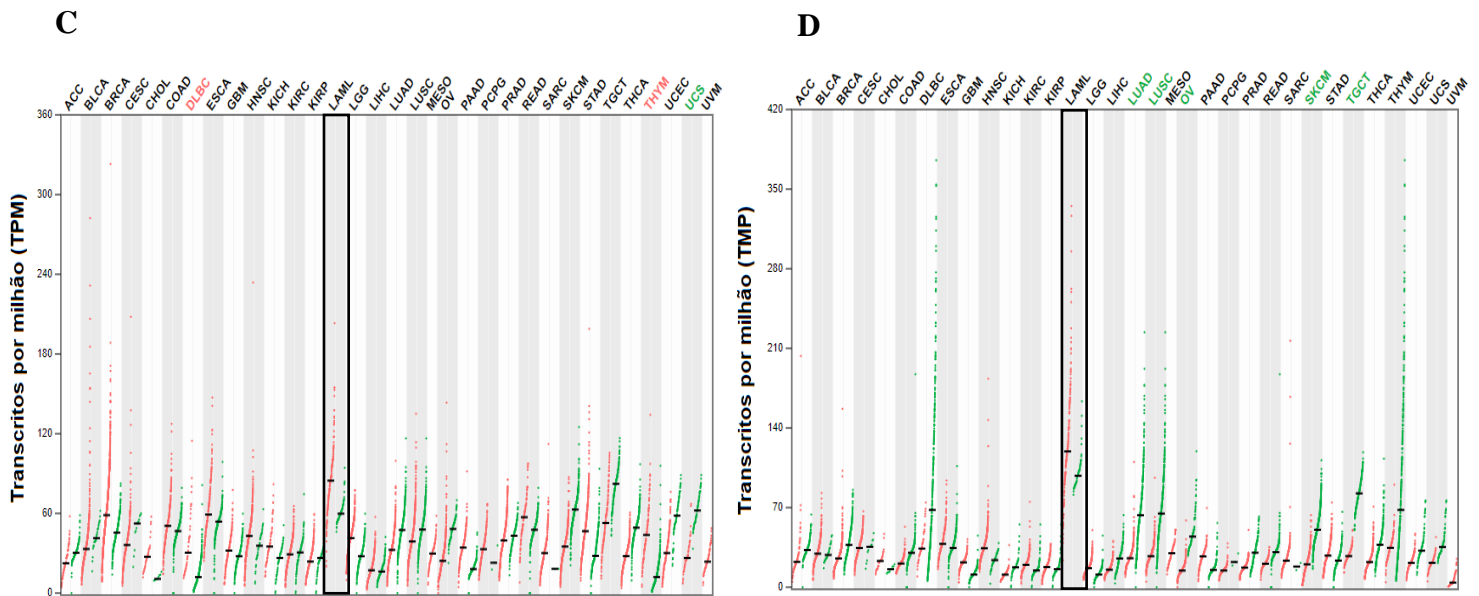 C
D
ACC BLCA BRCA CESC CHOL COAD DLBC ESCA GBM HNSC KICH KIRC KIRP LAML LGG LIHC LUAD LUSC MESO OV PAAD PCPG PRAD READ SARC SKCM STAD TGCT THCA THYM UCEC UCS UVM
ACC BLCA BRCA CESC CHOL COAD DLBC ESCA GBM HNSC KICH KIRC KIRP LAML LGG LIHC LUAD LUSC MESO OV PAAD PCPG PRAD READ SARC SKCM STAD TGCT THCA THYM UCEC UCS UVM
Transcritos por milhão (TPM)
360
300
240
180
120
60
0
Transcritos por milhão (TMP)
420
350
280
210
140
70
0